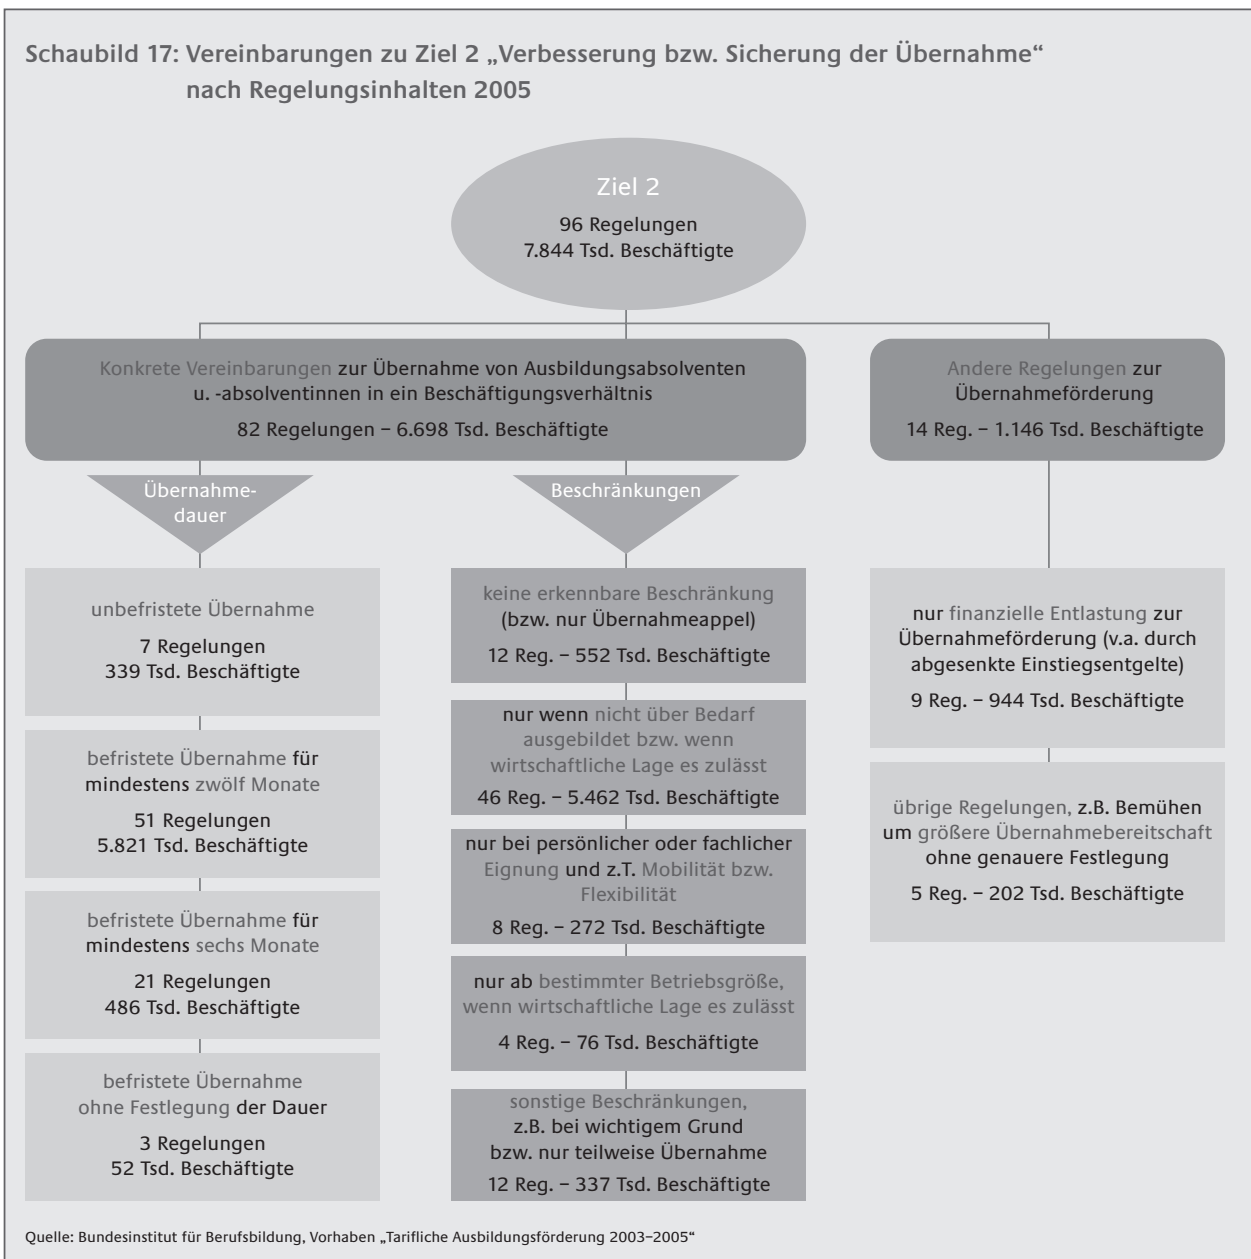 Schaubild 17: Vereinbarungen zu Ziel 2 „Verbesserung bzw. Sicherung der Übernahme“
nach Regelungsinhalten 2005
Ziel 2
96 Regelungen
7.844 Tsd. Beschäftigte
Konkrete Vereinbarungen zur Übernahme von Ausbildungsabsolventen
u. -absolventinnen in ein Beschäftigungsverhältnis
82 Regelungen – 6.698 Tsd. Beschäftigte
Andere Regelungen zur
Übernahmeförderung
14 Reg. – 1.146 Tsd. Beschäftigte
Übernahme-
dauer
unbefristete Übernahme
7 Regelungen
339 Tsd. Beschäftigte
befristete Übernahme für
mindestens zwölf Monate
51 Regelungen
5.821 Tsd. Beschäftigte
befristete Übernahme für
mindestens sechs Monate
21 Regelungen
486 Tsd. Beschäftigte
befristete Übernahme
ohne Festlegung der Dauer
3 Regelungen
52 Tsd. Beschäftigte
Beschränkungen
keine erkennbare Beschränkung
(bzw. nur Übernahmeappel)
12 Reg. – 552 Tsd. Beschäftigte
nur wenn nicht über Bedarf
ausgebildet bzw. wenn
wirtschaftliche Lage es zulässt
46 Reg. – 5.462 Tsd. Beschäftigte
nur bei persönlicher oder fachlicher
Eignung und z.T. Mobilität bzw.
Flexibilität
8 Reg. – 272 Tsd. Beschäftigte
nur ab bestimmter Betriebsgröße,
wenn wirtschaftliche Lage es zulässt
4 Reg. – 76 Tsd. Beschäftigte
sonstige Beschränkungen,
z.B. bei wichtigem Grund
bzw. nur teilweise Übernahme
12 Reg. – 337 Tsd. Beschäftigte
nur finanzielle Entlastung zur
Übernahmeförderung (v.a. durch
abgesenkte Einstiegsentgelte)
9 Reg. – 944 Tsd. Beschäftigte
übrige Regelungen, z.B. Bemühen
um größere Übernahmebereitschaft
ohne genauere Festlegung
5 Reg. – 202 Tsd. Beschäftigte
Quelle: Bundesinstitut für Berufsbildung, Vorhaben „Tarifliche Ausbildungsförderung 2003–2005“